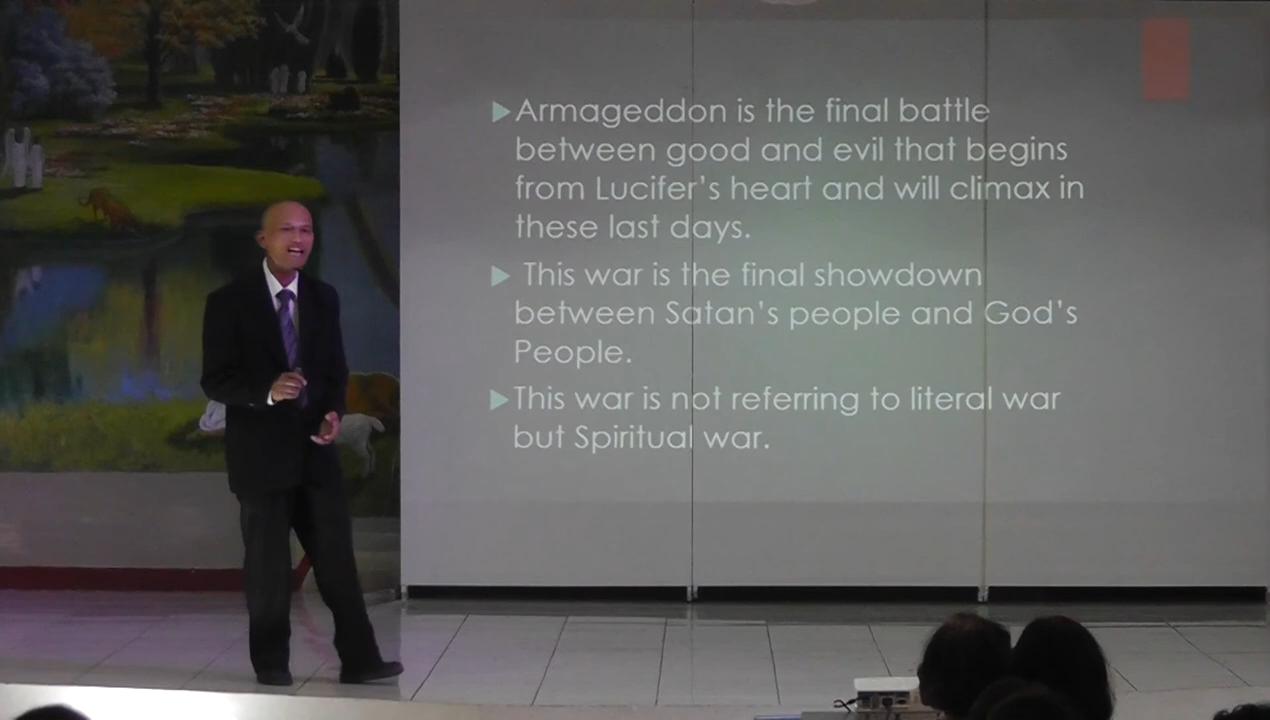 Armageddon is the final battle
between good and evil that begins
from Lucifer's heart and will climax in
these last days.
This war is the final showdown
between Satan's people and God's
People.
This war is not referring to literal war
but Spiritual war.